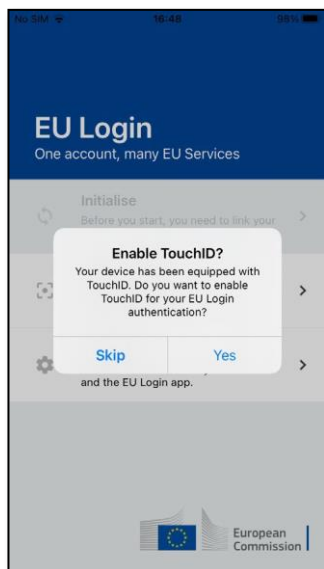 No SIM 16:48 98%
EU Login
One account, many EU Services
Initialise
Before you start, you need to link your
Enable TouchID?
Your device has been equipped with
TouchID. Do you want to enable
TouchID for your EU Login
authentication?
Skip Yes
and the EU Login app.
European
Commission